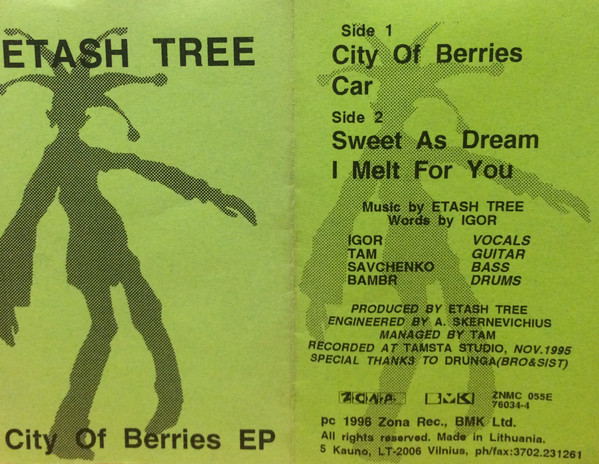 ETASH TREE
City Of Berries EP
Side 1
City Of Berries
Car
Side 2
Sweet As Dream
I Melt For You
Music by ETASH TREE
Words by IGOR
IGOR VOCALS
TAM GUITAR
SAVCHENKO BASS
BAMBR DRUMS
PRODUCED BY ETASH TREE
ENGINEERED BY A. SKERNEVICHIUS
MANAGED BY TAM
RECORDED AT TAMSTA STUDIO, NOV.1995
SPECIAL THANKS TO DRUNGA(BRO&SIST)
ZONA BMK ZNMC 055E
76034-4
pc 1996 Zona Rec., BMK Ltd.
All rights reserved. Made in Lithuania.
5 Kauno, LT-2006 Vilnius, ph/fax:3702.231261